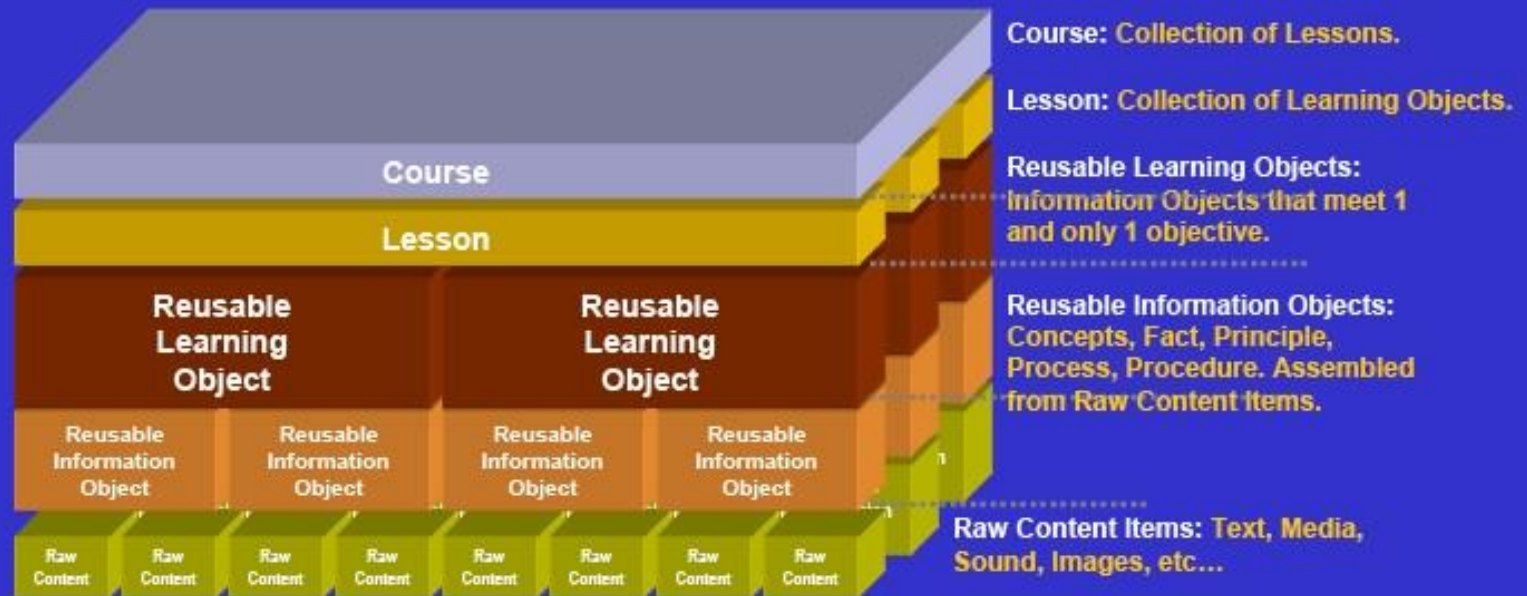 Course
Lesson
Reusable
Learning
Object
Reusable
Learning
Object
Reusable
Information
Object
Reusable
Information
Object
Reusable
Information
Object
Reusable
Information
Object
Raw
Content
Raw
Content
Raw
Content
Raw
Content
Raw
Content
Raw
Content
Raw
Content
Raw
Content
Course: Collection of Lessons.
Lesson: Collection of Learning Objects.
Reusable Learning Objects:
Information Objects that meet 1
and only 1 objective.
Reusable Information Objects:
Concepts, Fact, Principle,
Process, Procedure. Assembled
from Raw Content Items.
Raw Content Items: Text, Media,
Sound, Images, etc...